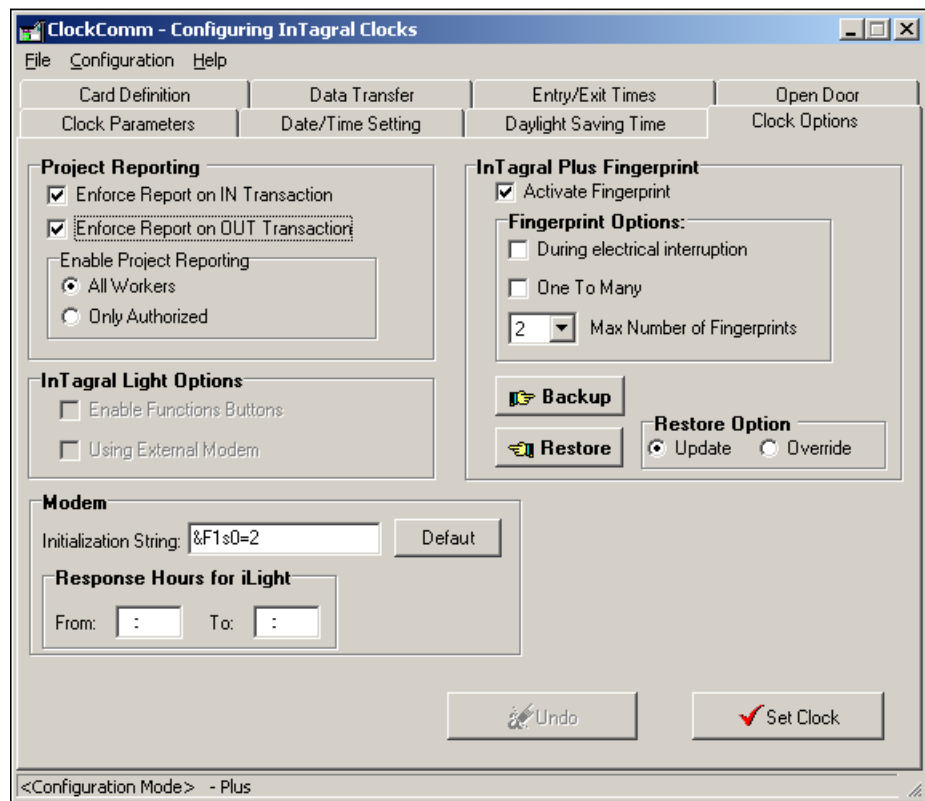 ClockComm - Configuring InTagral Clocks
File Configuration Help
Card Definition Data Transfer Entry/Exit Times Open Door
Clock Parameters Date/Time Setting Daylight Saving Time Clock Options
Project Reporting
Enforce Report on IN Transaction
Enforce Report on OUT Transaction
Enable Project Reporting
All Workers
Only Authorized
InTagral Light Options
Enable Functions Buttons
Using External Modem
InTagral Plus Fingerprint
Activate Fingerprint
Fingerprint Options:
During electrical interruption
One To Many
2 Max Number of Fingerprints
Backup
Restore
Restore Option
Update Override
Modem
Initialization String: &F1s0=2 Defaut
Response Hours for iLight
From: : To: :
Undo Set Clock
<Configuration Mode> - Plus